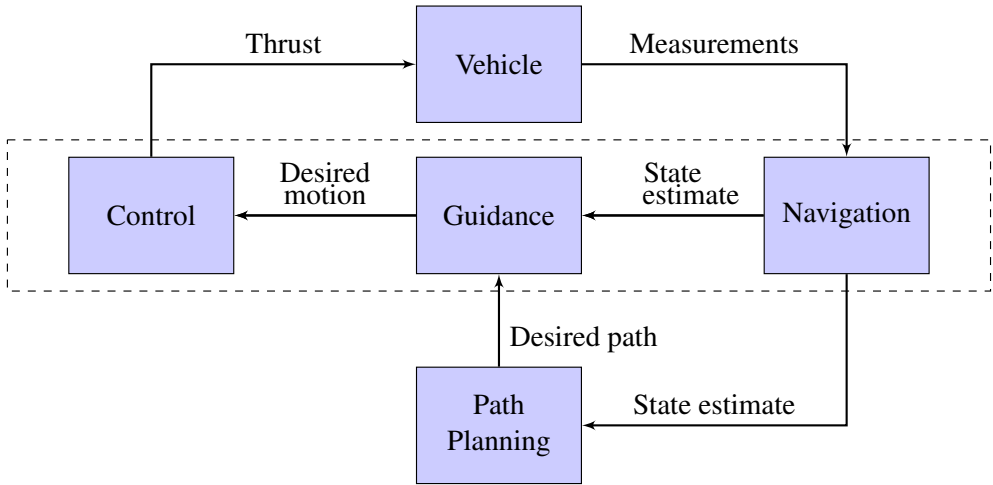 Thrust
Vehicle
Measurements
Control
Desired
motion
Guidance
State
estimate
Navigation
Desired path
Path
Planning
State estimate